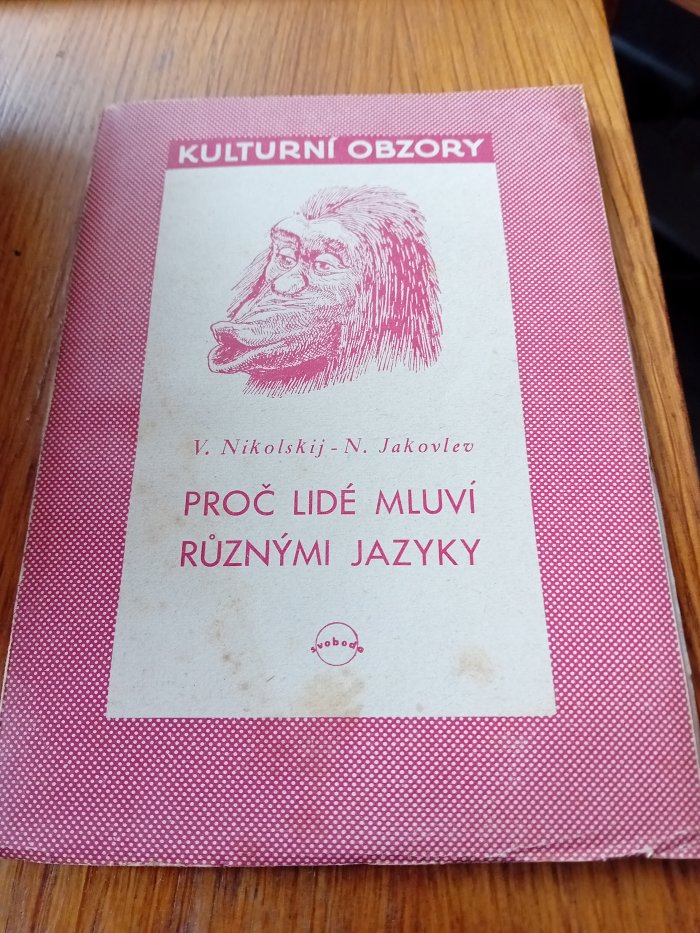 KULTURNÍ OBZORY
V. Nikolskij - N. Jakovlev
PROČ LIDÉ MLUVÍ
RŮZNÝMI JAZYKY
svoboda